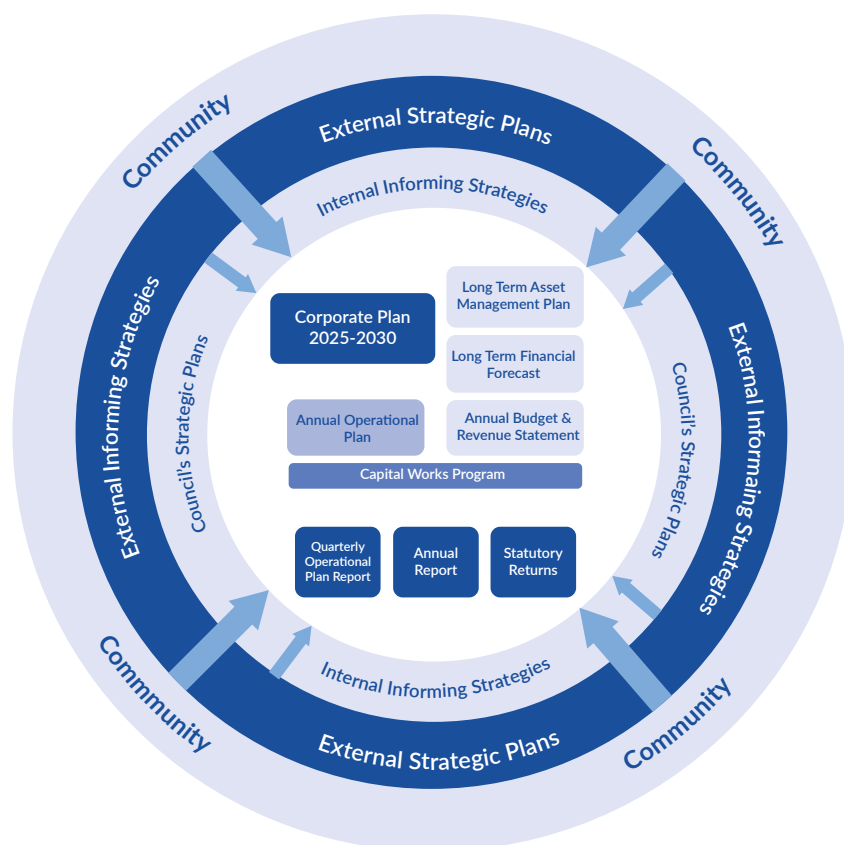 Community
Community
External Strategic Plans
Internal Informing Strategies
External Informing Strategies
Council's Strategic Plans
Corporate Plan
2025-2030
Long Term Asset
Management Plan
Long Term Financial
Forecast
Annual Operational
Plan
Annual Budget &
Revenue Statement
Capital Works Program
Quarterly
Operational
Plan Report
Annual
Report
Statutory
Returns
Council's Strategic Plans
External Informaing Strategies
Internal Informing Strategies
External Strategic Plans
Commmunity
Community